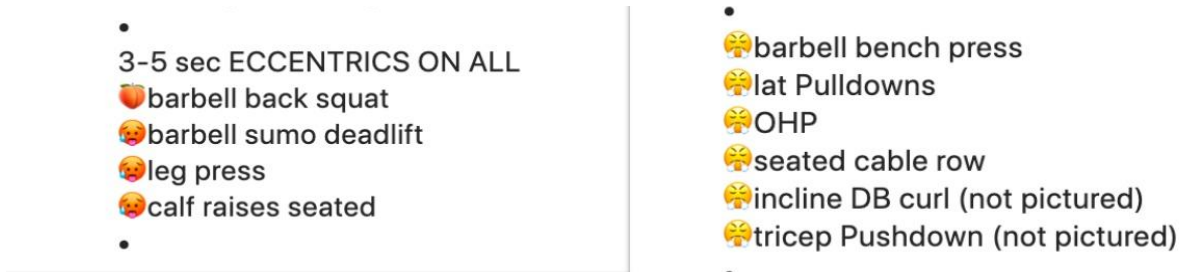 •
3-5 sec ECCENTRICS ON ALL
🍑barbell back squat
🥵barbell sumo deadlift
🥵leg press
🥵calf raises seated
•
•
😤barbell bench press
😤lat Pulldowns
😤OHP
😤seated cable row
😤incline DB curl (not pictured)
😤tricep Pushdown (not pictured)